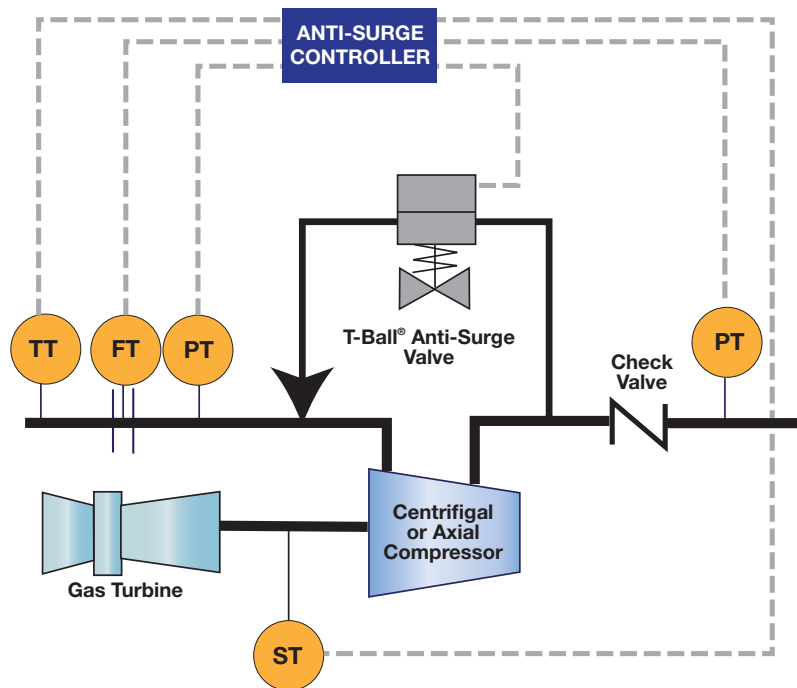 ANTI-SURGE
CONTROLLER
T-Ball® Anti-Surge
Valve
TT
FT
PT
PT
Check
Valve
Centrifigal
or Axial
Compressor
Gas Turbine
ST